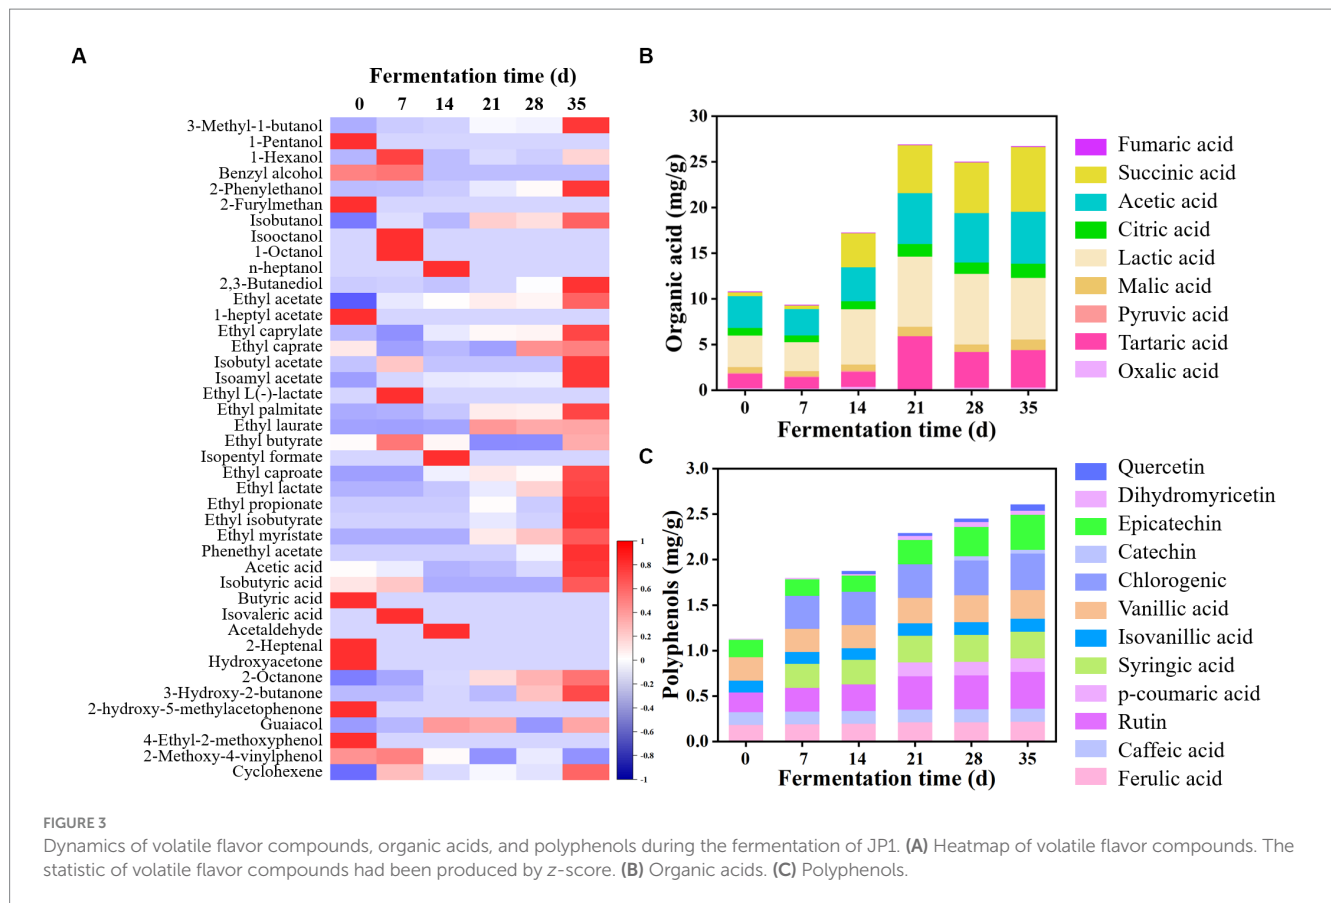 A
Fermentation time (d)
0 7 14 21 28 35
3-Methyl-1-butanol
1-Pentanol
1-Hexanol
Benzyl alcohol
2-Phenylethanol
2-Furylmethan
Isobutanol
Isooctanol
1-Octanol
n-heptanol
2,3-Butanediol
Ethyl acetate
1-heptyl acetate
Ethyl caprylate
Ethyl caprate
Isobutyl acetate
Isoamyl acetate
Ethyl L(-)-lactate
Ethyl palmitate
Ethyl laurate
Ethyl butyrate
Isopentyl formate
Ethyl caproate
Ethyl lactate
Ethyl propionate
Ethyl isobutyrate
Ethyl myristate
Phenethyl acetate
Acetic acid
Isobutyric acid
Butyric acid
Isovaleric acid
Acetaldehyde
2-Heptenal
Hydroxyacetone
2-Octanone
3-Hydroxy-2-butanone
2-hydroxy-5-methylacetophenone
Guaiacol
4-Ethyl-2-methoxyphenol
2-Methoxy-4-vinylphenol
Cyclohexene
1
0.8
0.6
0.4
0.2
0
-0.2
-0.4
-0.6
-0.8
-1
B
Organic acid (mg/g)
30
25
20
15
10
5
0
0 7 14 21 28 35
Fermentation time (d)
Fumaric acid
Succinic acid
Acetic acid
Citric acid
Lactic acid
Malic acid
Pyruvic acid
Tartaric acid
Oxalic acid
C
Polyphenols (mg/g)
3.0
2.5
2.0
1.5
1.0
0.5
0.0
0 7 14 21 28 35
Fermentation time (d)
Quercetin
Dihydromyricetin
Epicatechin
Catechin
Chlorogenic
Vanillic acid
Isovanillic acid
Syringic acid
p-coumaric acid
Rutin
Caffeic acid
Ferulic acid
FIGURE 3
Dynamics of volatile flavor compounds, organic acids, and polyphenols during the fermentation of JP1. (A) Heatmap of volatile flavor compounds. The
statistic of volatile flavor compounds had been produced by z-score. (B) Organic acids. (C) Polyphenols.